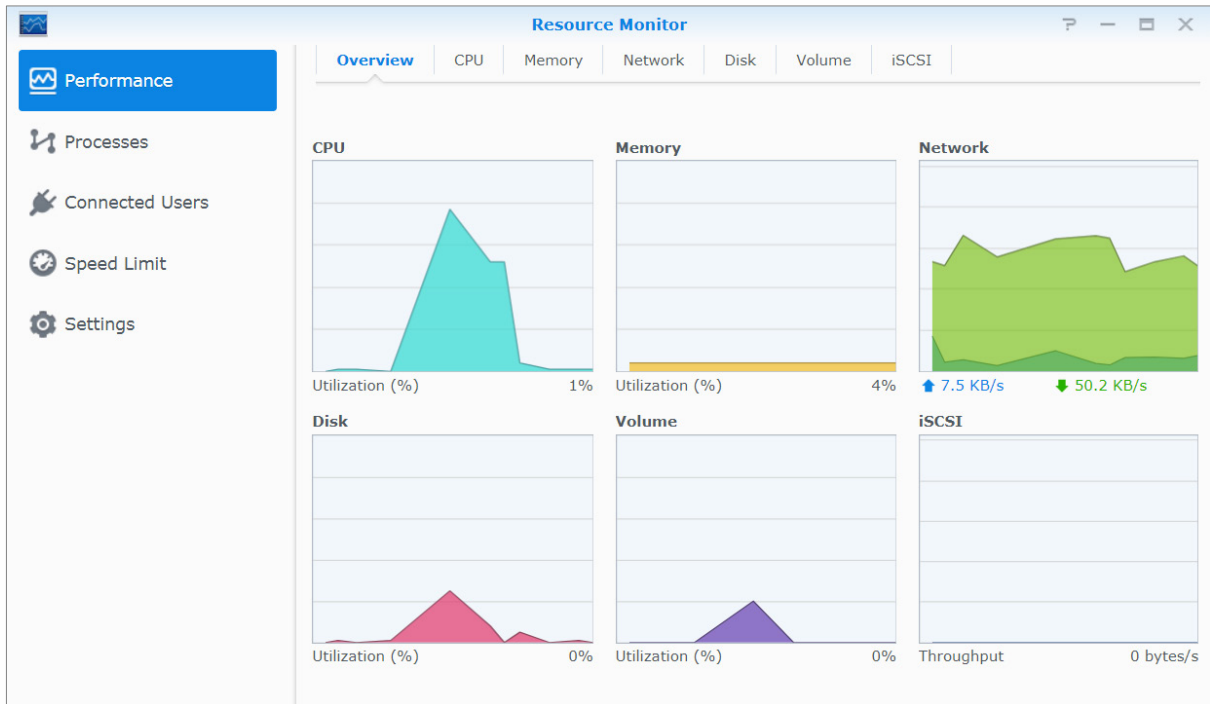 Resource Monitor
Performance
Processes
Connected Users
Speed Limit
Settings
Overview CPU Memory Network Disk Volume iSCSI
CPU Memory Network
Utilization (%) 1% Utilization (%) 4% 7.5 KB/s 50.2 KB/s
Disk Volume iSCSI
Utilization (%) 0% Utilization (%) 0% Throughput 0 bytes/s